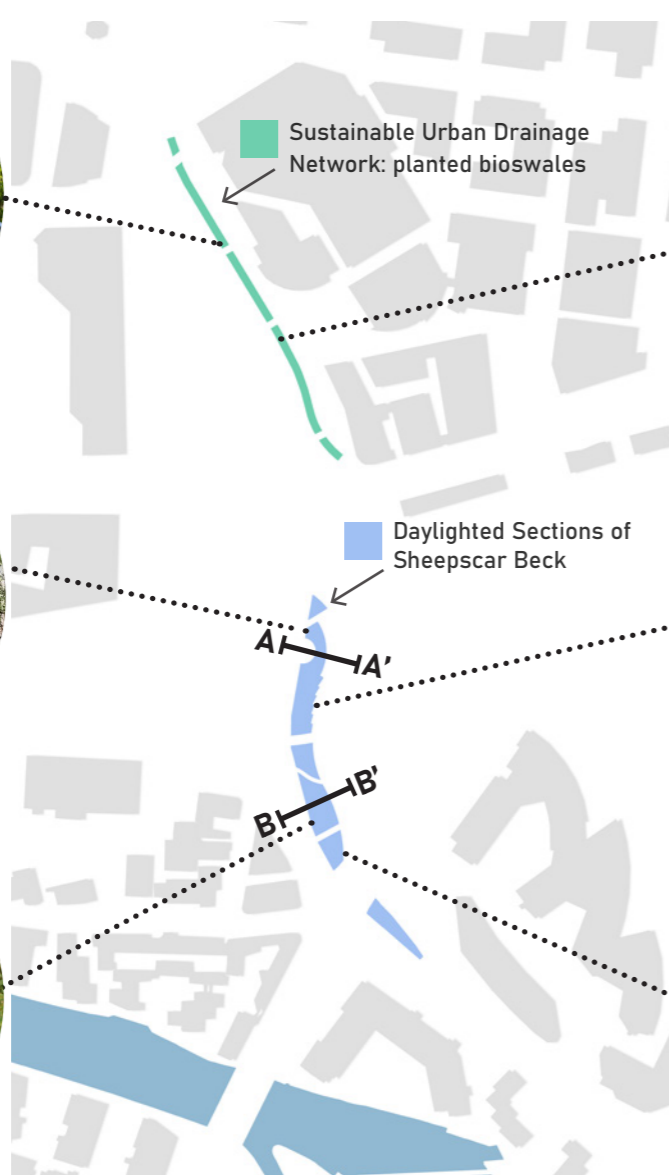 Sustainable Urban Drainage
Network: planted bioswales
Daylighted Sections of
Sheepscar Beck
A
A'
B'
B